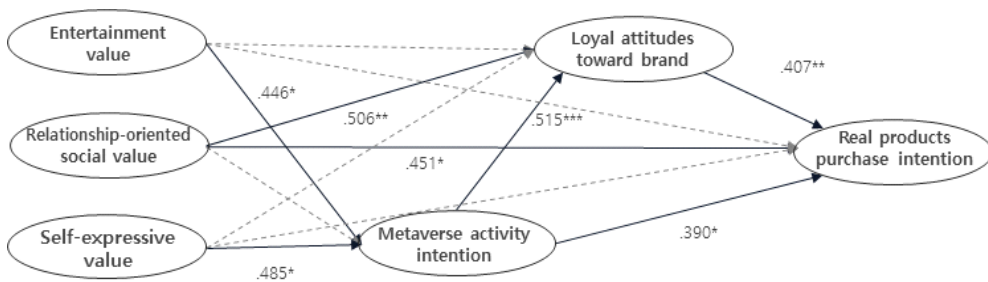 Entertainment
value
Loyal attitudes
toward brand
.407**
.446*
.506**
.515***
Relationship-oriented
social value
.451*
Real products
purchase intention
Self-expressive
value
Metaverse activity
intention
.390*
.485*